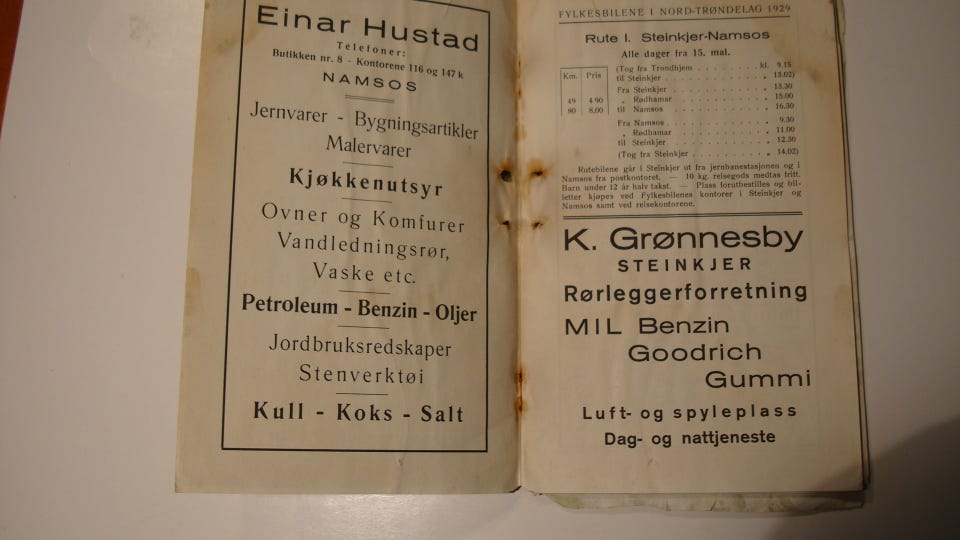 Einar Hustad
Telefoner:
Butikken nr. 8 - Kontorene 116 og 147 k
NAMSOS
Jernvarer - Bygningsartikler
Malervarer
Kjøkkenutsyr
Ovner og Komfurer
Vandledningsrør,
Vaske etc.
Petroleum - Benzin - Oljer
Jordbruksredskaper
Stenverktøi
Kull - Koks - Salt
FYLKESBILENE I NORD-TRØNDELAG 1929
Rute I. Steinkjer-Namsos
Alle dager fra 15. mai.
Km. Pris
(Tog fra Trondhjem . . . . . . . . kl. 9.15
til Steinkjer . . . . . . . . . . „ 13.02)
Fra Steinkjer . . . . . . . . . . „ 13.30
49 4.90 „ Rødhamar . . . . . . . . . . „ 15.00
80 8,00 til Namsos . . . . . . . . . . „ 16.30
Fra Namsos . . . . . . . . . . „ 9.30
„ Rødhamar . . . . . . . . . . „ 11.00
til Steinkjer . . . . . . . . . . „ 12.30
(Tog fra Steinkjer . . . . . . . . „ 14.02)
Rutebilene går i Steinkjer ut fra jernbanestasjonen og i
Namsos fra postkontoret. — 10 kg. reisegods medtas fritt.
Barn under 12 år halv takst. — Plass forutbestilles og bil-
letter kjøpes ved Fylkesbilenes kontorer i Steinkjer og
Namsos samt ved reisekontorene.
K. Grønnesby
STEINKJER
Rørleggerforretning
MIL Benzin
Goodrich
Gummi
Luft- og spyleplass
Dag- og nattjeneste